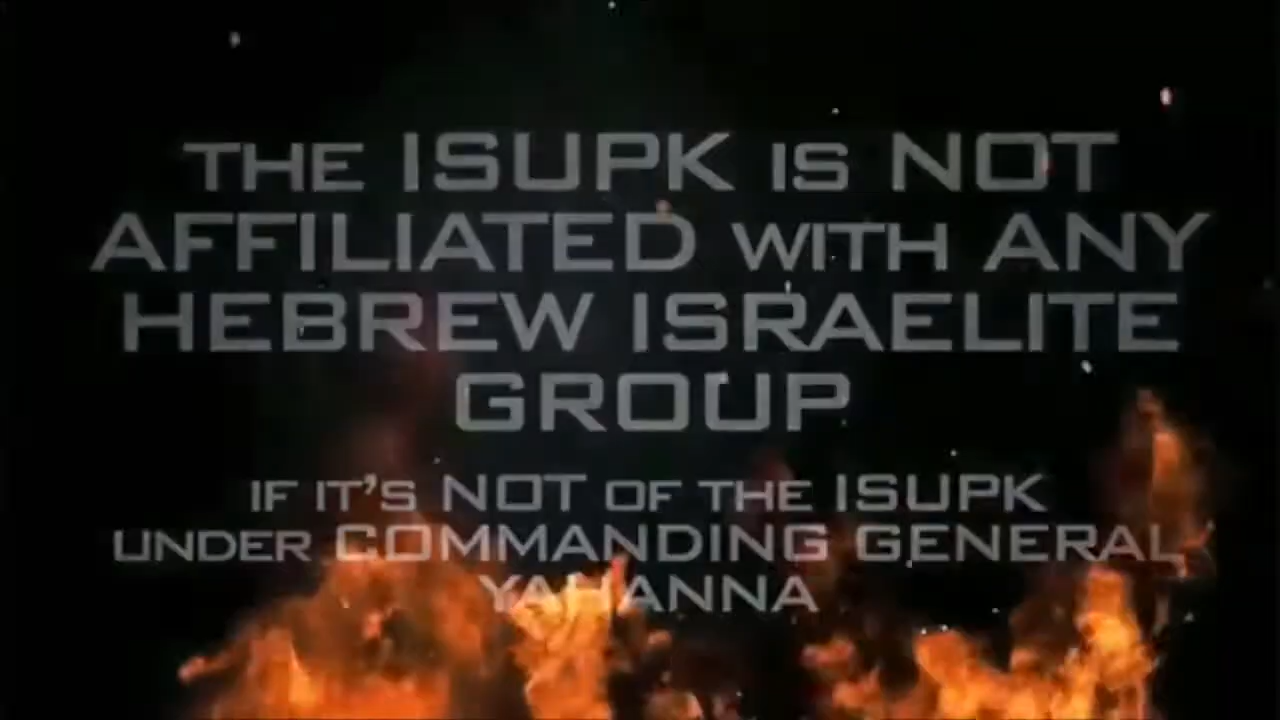 THE ISUPK IS NOT
AFFILIATED WITH ANY
HEBREW ISRAELITE
GROUP
IF IT'S NOT OF THE ISUPK
UNDER COMMANDING GENERAL
YAHANNA